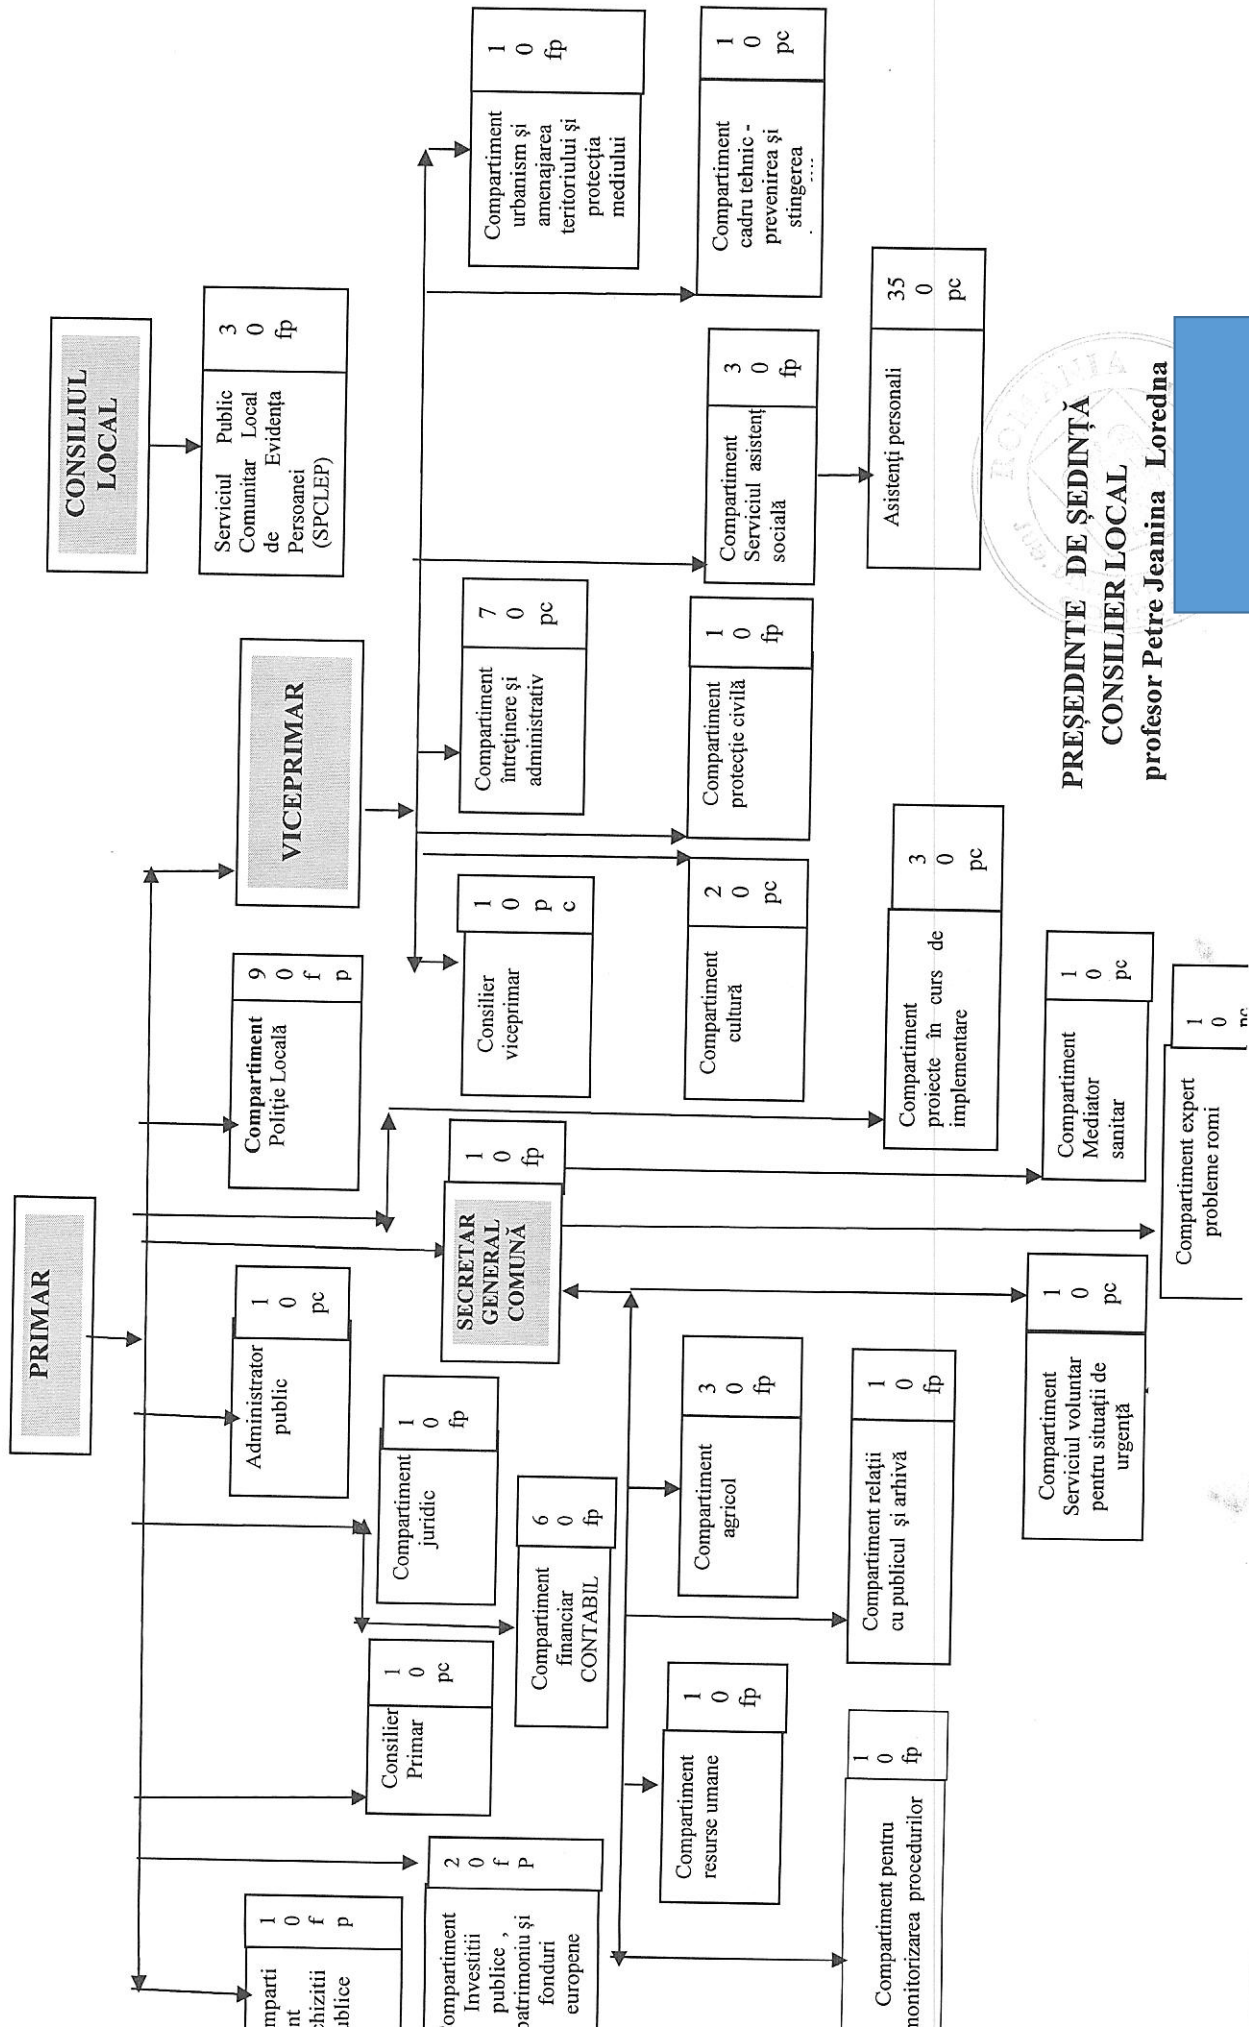 PRIMAR
CONSILIUL
LOCAL
Serviciul Public
Comunitar Local
de Evidența
Persoanei
(SPCLEP)
3
0
fp
VICEPRIMAR
Compartiment
Poliție Locală
9
0
f
p
Administrator
public
1
0
pc
nt
1
0
f
p
Compartiment
juridic
1
0
fp
Consilier
Primar
1
0
pc
Investitii
publice ,
patrimoniu și
fonduri
europene
2
0
f
P
SECRETAR
GENERAL
COMUNĂ
1
0
fp
Compartiment
financiar
CONTABIL
6
0
fp
Consilier
viceprimar
1
0
p
c
Compartiment
întreținere și
administrativ
7
0
pc
Compartiment
urbanism și
amenajarea
teritoriului și
protecția
mediului
1
0
fp
Compartiment
resurse umane
1
0
fp
Compartiment
agricol
3
0
fp
Compartiment
cultură
2
0
pc
Compartiment
protecție civilă
1
0
fp
Compartiment
Serviciul asistenț
socială
3
0
fp
Compartiment
cadru tehnic -
prevenirea și
stingerea
1
0
pc
Compartiment pentru
monitorizarea procedurilor
1
0
fp
Compartiment relații
cu publicul și arhivă
1
0
fp
Compartiment
proiecte în curs de
implementare
3
0
pc
Asistenți personali
35
0
pc
Compartiment
Serviciul voluntar
pentru situații de
urgență
1
0
pc
Compartiment
Mediator
sanitar
1
0
pc
Compartiment expert
probleme romi
1
0
pc
PREȘEDINTE DE ȘEDINȚĂ
CONSILIER LOCAL
profesor Petre Jeanina Loredna